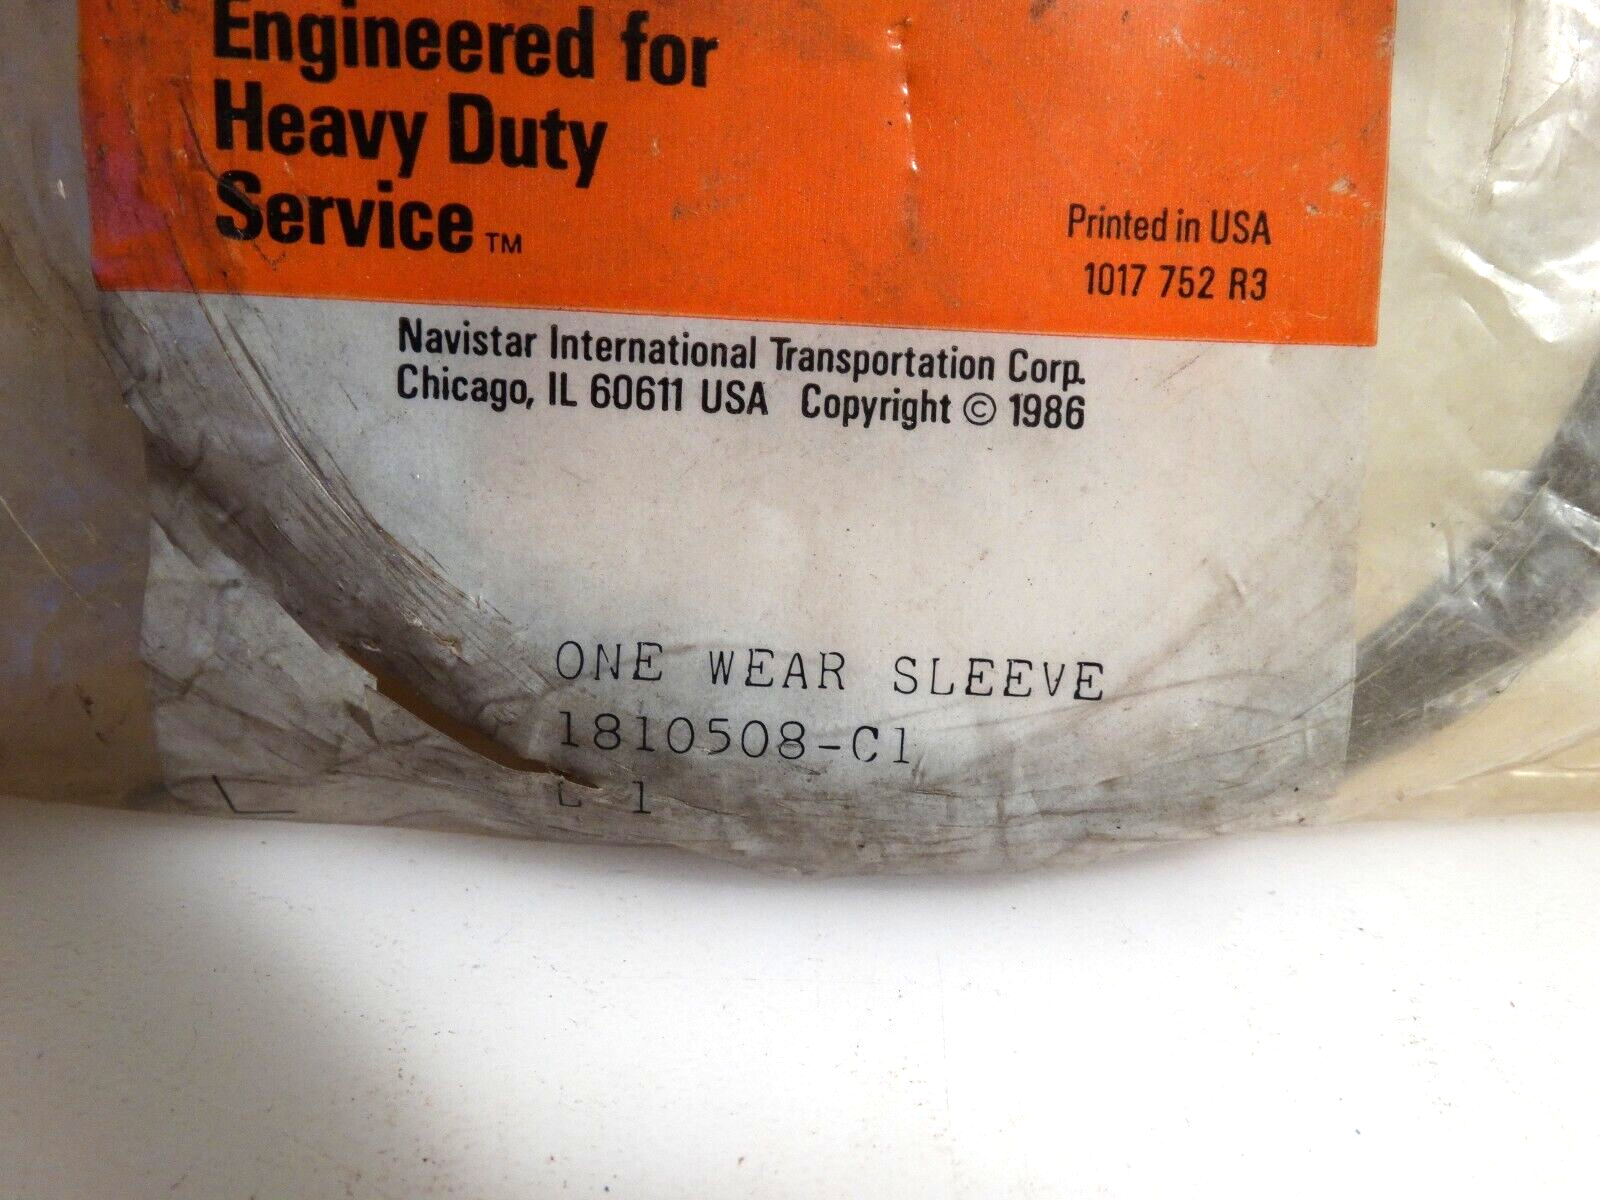 Engineered for
Heavy Duty
Service™
Printed in USA
1017 752 R3
Navistar International Transportation Corp.
Chicago, IL 60611 USA Copyright © 1986
ONE WEAR SLEEVE
1810508-C1
1